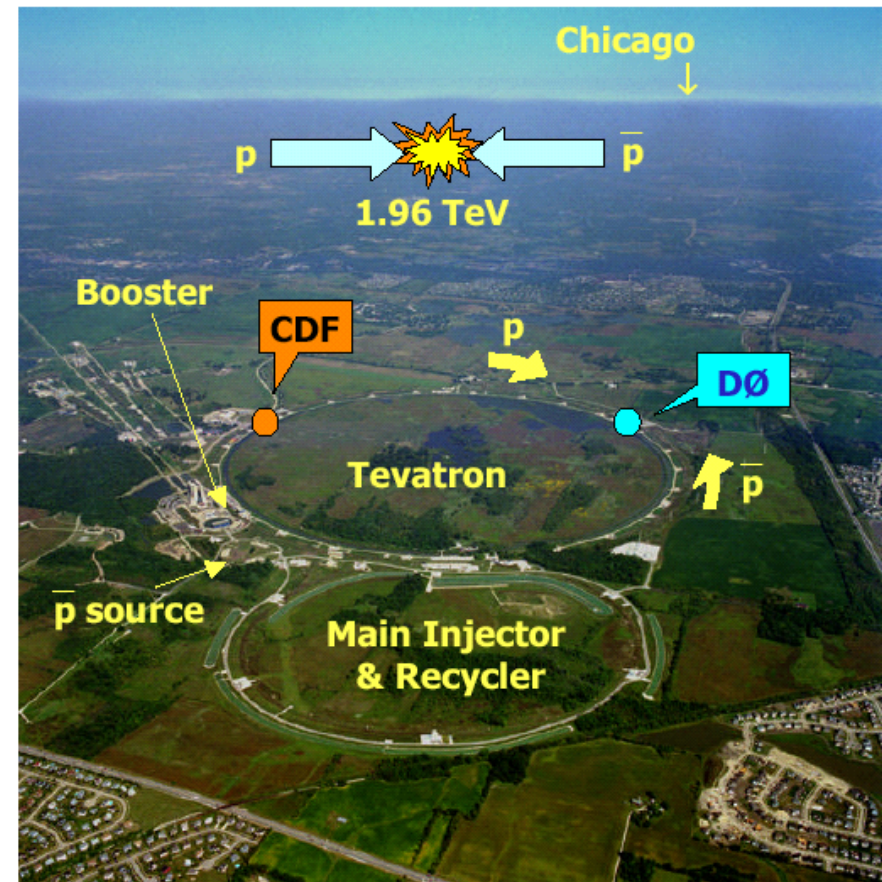 Chicago
↓
p
p̅
1.96 TeV
Booster
CDF
p
DØ
Tevatron
p̅
p̅ source
Main Injector
& Recycler